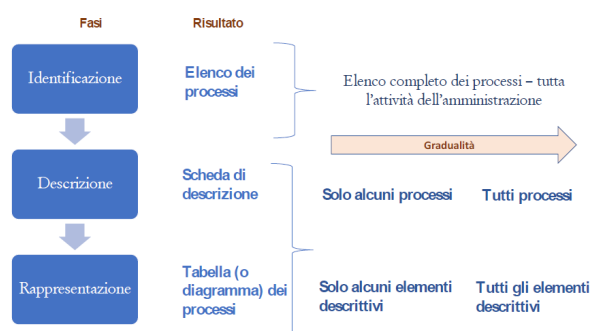 Fasi
Risultato
Identificazione
Elenco dei
processi
Elenco completo dei processi – tutta
l'attività dell'amministrazione
Gradualità
Descrizione
Scheda di
descrizione
Solo alcuni processi
Tutti processi
Rappresentazione
Tabella (o
diagramma) dei
processi
Solo alcuni elementi
descrittivi
Tutti gli elementi
descrittivi